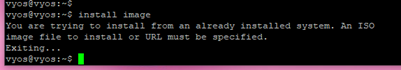 vyos@vyos:~$
vyos@vyos:~$ install image
You are trying to install from an already installed system. An ISO
image file to install or URL must be specified.
Exiting...
vyos@vyos:~$